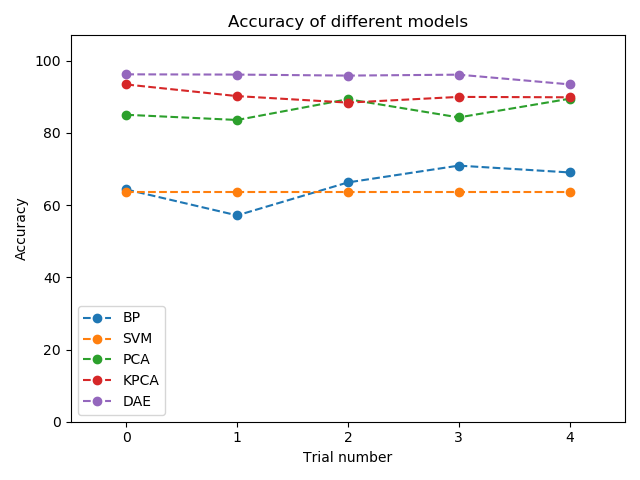 Accuracy of different models
100
80
60
40
20
0
Accuracy
BP
SVM
PCA
KPCA
DAE
0 1 2 3 4
Trial number